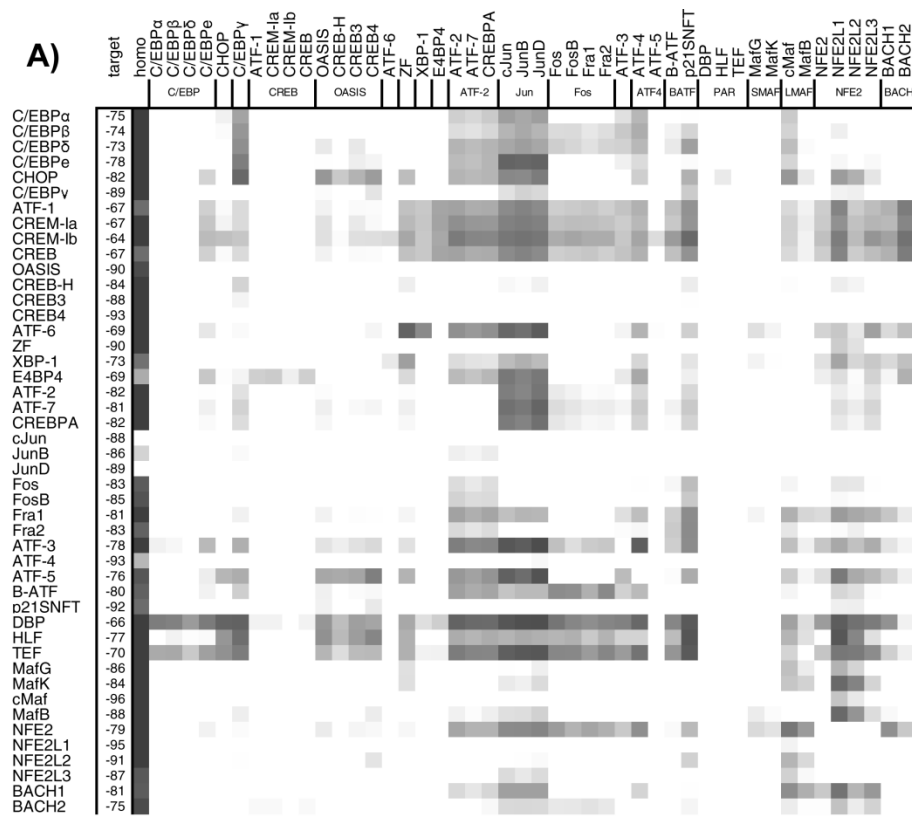 A)
target homo C/EBPα C/EBPβ C/EBPδ C/EBPe CHOP C/EBPγ ATF-1 CREM-Ia CREM-Ib CREB OASIS CREB-H CREB3 CREB4 ATF-6 ZF XBP-1 E4BP4 ATF-2 ATF-7 CREBPA cJun JunB JunD Fos FosB Fra1 Fra2 ATF-3 ATF-4 ATF-5 B-ATF p21SNFT DBP HLF TEF MafG MafK cMaf MafB NFE2 NFE2L1 NFE2L2 NFE2L3 BACH1 BACH2
C/EBP CREB OASIS ATF-2 Jun Fos ATF4 BATF PAR SMAF LMAF NFE2 BACH
C/EBPα -75
C/EBPβ -74
C/EBPδ -73
C/EBPe -78
CHOP -82
C/EBPγ -89
ATF-1 -67
CREM-Ia -67
CREM-Ib -64
CREB -67
OASIS -90
CREB-H -84
CREB3 -88
CREB4 -93
ATF-6 -69
ZF -90
XBP-1 -73
E4BP4 -69
ATF-2 -82
ATF-7 -81
CREBPA -82
cJun -88
JunB -86
JunD -89
Fos -83
FosB -85
Fra1 -81
Fra2 -83
ATF-3 -78
ATF-4 -93
ATF-5 -76
B-ATF -80
p21SNFT -92
DBP -66
HLF -77
TEF -70
MafG -86
MafK -84
cMaf -96
MafB -88
NFE2 -79
NFE2L1 -95
NFE2L2 -91
NFE2L3 -87
BACH1 -81
BACH2 -75